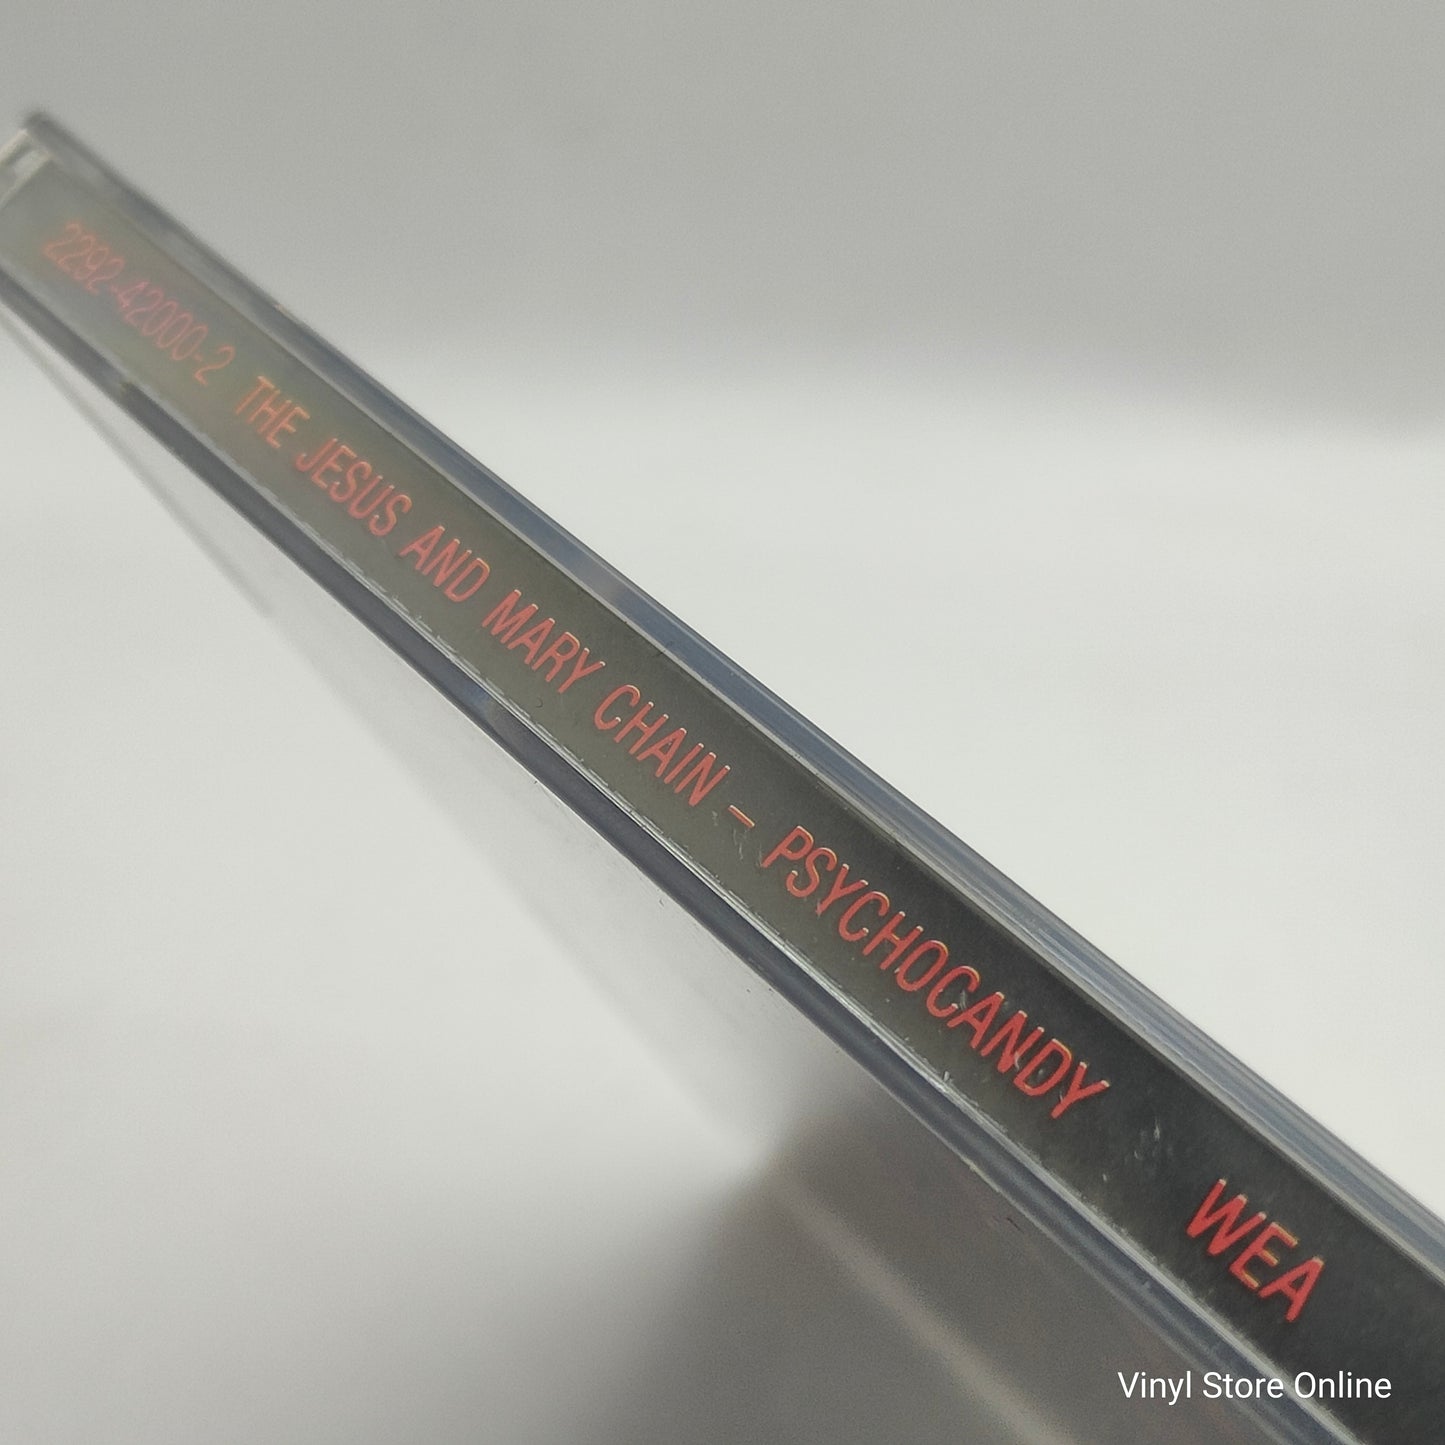 2292-42000-2 THE JESUS AND MARY CHAIN - PSYCHOCANDY WEA
Vinyl Store Online